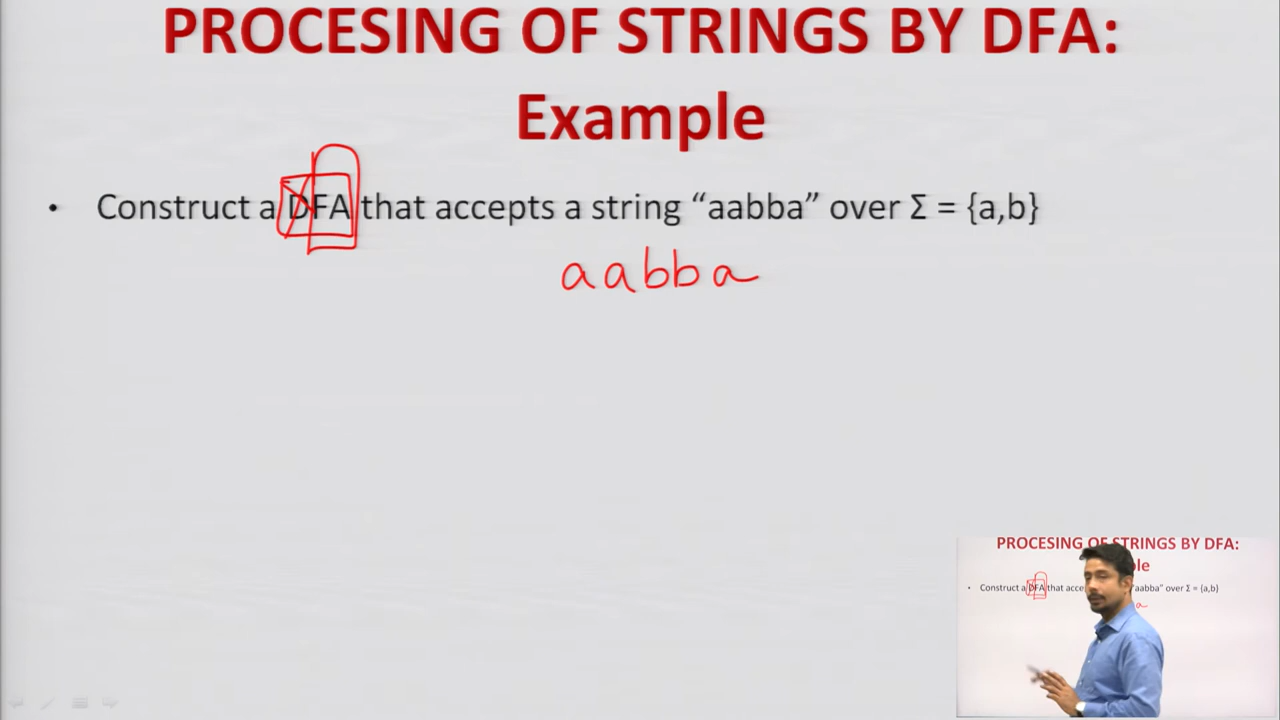 PROCESING OF STRINGS BY DFA:
Example
• Construct a DFA that accepts a string “aabba” over Σ = {a,b}
aabba
PROCESING OF STRINGS BY DFA:
ple
• Construct a DFA that acce "aabba" over Σ = {a,b}
a